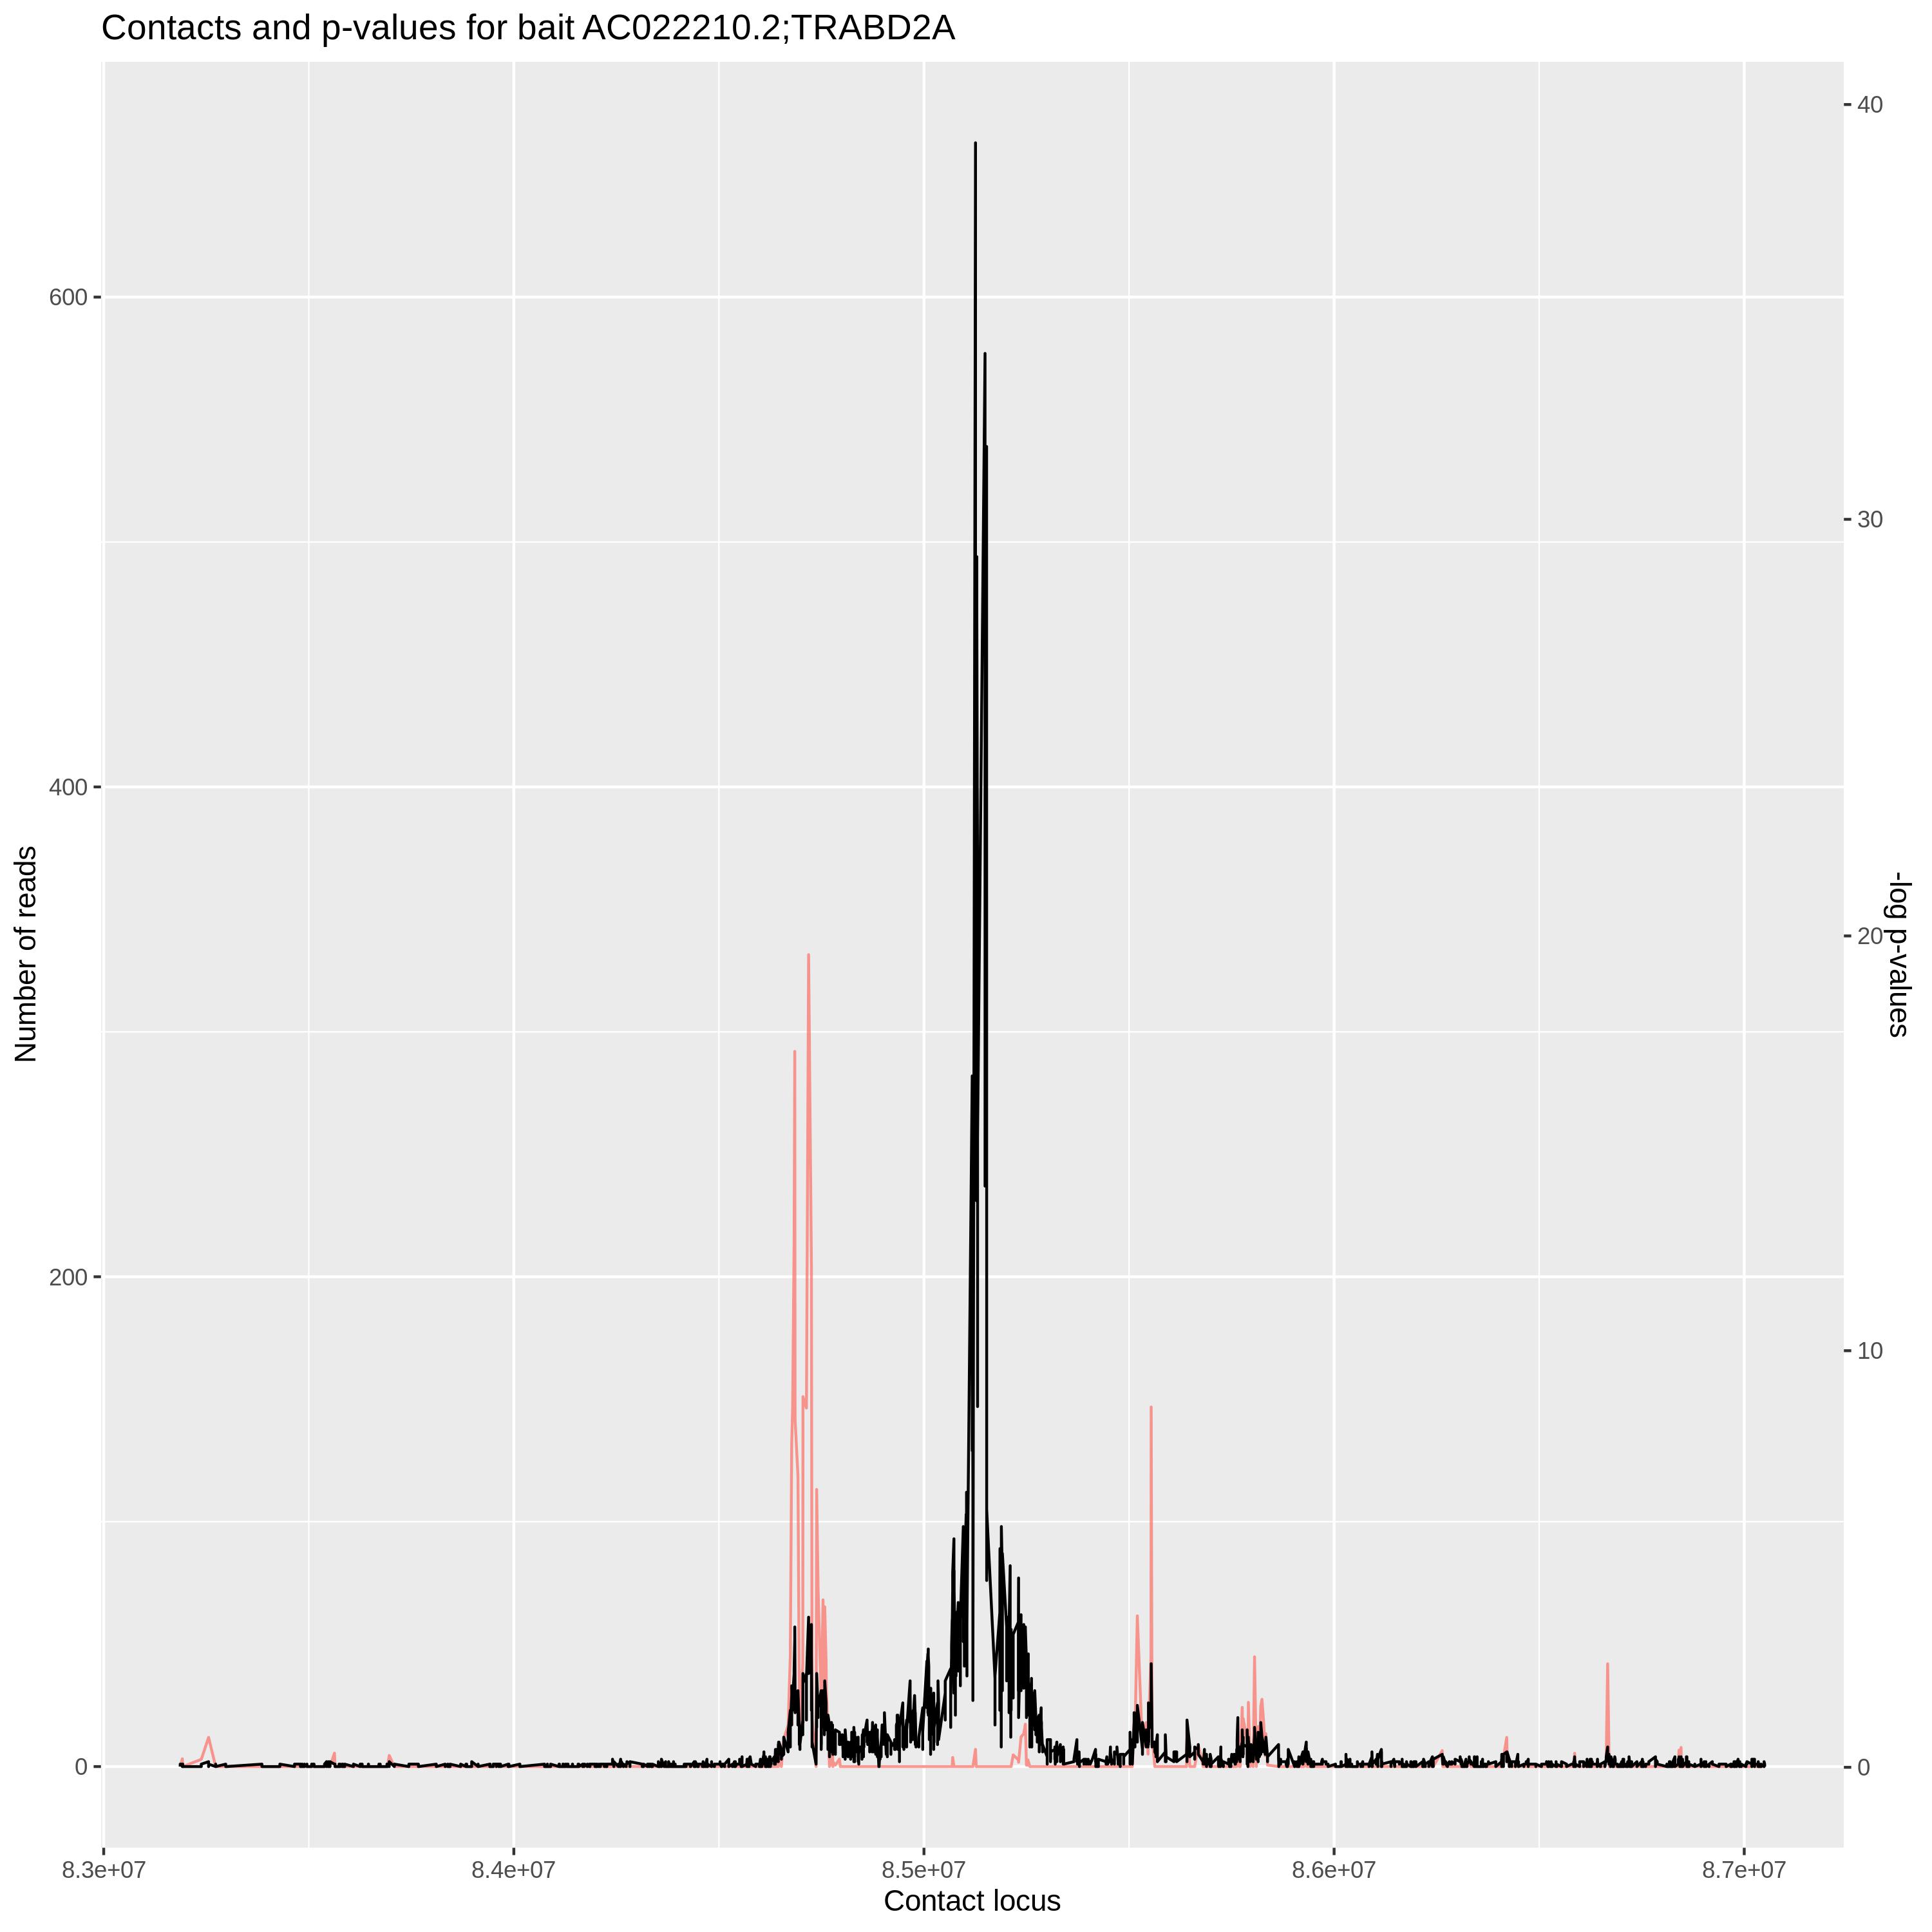 Contacts and p-values for bait AC022210.2;TRABD2A
40
600
30
400
Number of reads
-log p-values
20
200
10
0
0
8.3e+07 8.4e+07 8.5e+07 8.6e+07 8.7e+07
Contact locus